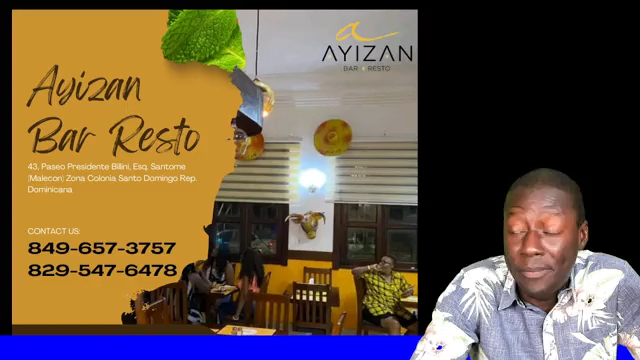 AYIZAN
BAR RESTO
Ayizan
Bar Resto
43, Paseo Presidente Billini, Esq. Santome
(Malecon) Zona Colonia Santo Domingo Rep.
Dominicana
CONTACT US:
849-657-3757
829-547-6478